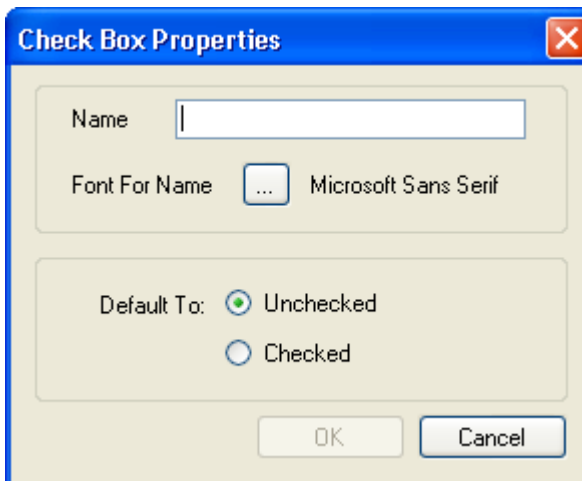 Check Box Properties
Name
Font For Name ... Microsoft Sans Serif
Default To: Unchecked
Checked
OK Cancel